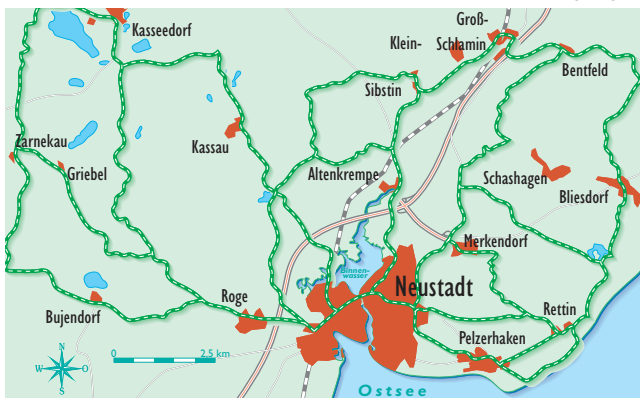 Groß-
Kasseedorf
Klein-
Schlamin
Bentfeld
Sibstin
Zarnekau
Kassau
Griebel
Altenkrempe
Schashagen
Bliesdorf
Merkendorf
Binnen-
wasser
Neustadt
Roge
Bujendorf
Rettin
Pelzerhaken
N
W
O
S
0
2.5 km
Ostsee